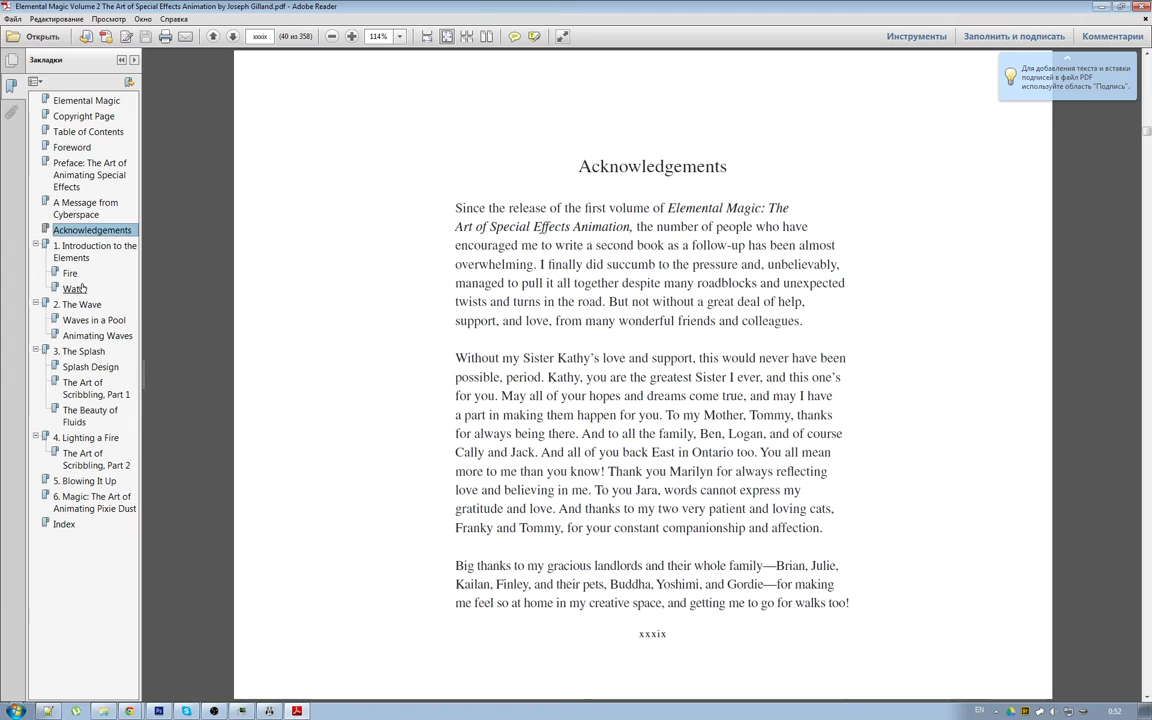 Elemental Magic Volume 2 The Art of Special Effects Animation by Joseph Gilland.pdf - Adobe Reader
Файл Редактирование Просмотр Окно Справка
Открыть xxxix (40 из 358) 114% Инструменты Заполнить и подписать Комментарии
Закладки
Для добавления текста и вставки
подписей в файл PDF
используйте область "Подпись".
Elemental Magic
Copyright Page
Table of Contents
Foreword
Preface: The Art of
Animating Special
Effects
A Message from
Cyberspace
Acknowledgements
1. Introduction to the
Elements
Fire
Water
2. The Wave
Waves in a Pool
Animating Waves
3. The Splash
Splash Design
The Art of
Scribbling, Part 1
The Beauty of
Fluids
4. Lighting a Fire
The Art of
Scribbling, Part 2
5. Blowing It Up
6. Magic: The Art of
Animating Pixie Dust
Index
Acknowledgements
Since the release of the first volume of Elemental Magic: The
Art of Special Effects Animation, the number of people who have
encouraged me to write a second book as a follow-up has been almost
overwhelming. I finally did succumb to the pressure and, unbelievably,
managed to pull it all together despite many roadblocks and unexpected
twists and turns in the road. But not without a great deal of help,
support, and love, from many wonderful friends and colleagues.
Without my Sister Kathy's love and support, this would never have been
possible, period. Kathy, you are the greatest Sister I ever, and this one's
for you. May all of your hopes and dreams come true, and may I have
a part in making them happen for you. To my Mother, Tommy, thanks
for always being there. And to all the family, Ben, Logan, and of course
Cally and Jack. And all of you back East in Ontario too. You all mean
more to me than you know! Thank you Marilyn for always reflecting
love and believing in me. To you Jara, words cannot express my
gratitude and love. And thanks to my two very patient and loving cats,
Franky and Tommy, for your constant companionship and affection.
Big thanks to my gracious landlords and their whole family—Brian, Julie,
Kailan, Finley, and their pets, Buddha, Yoshimi, and Gordie—for making
me feel so at home in my creative space, and getting me to go for walks too!
xxxix
EN 0:52